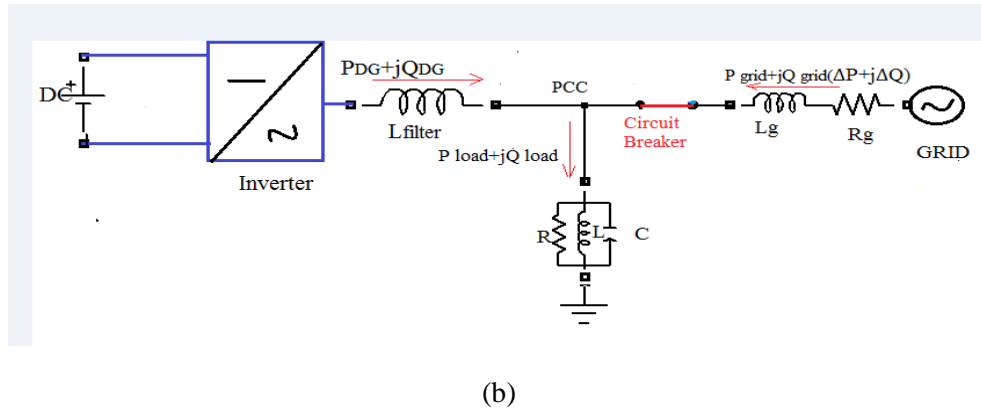 PDG+jQDG
P grid+jQ grid(ΔP+jΔQ)
DC
+
PCC
Lfilter
Circuit
Breaker
Lg
Rg
GRID
P load+jQ load
Inverter
R
L
C
(b)